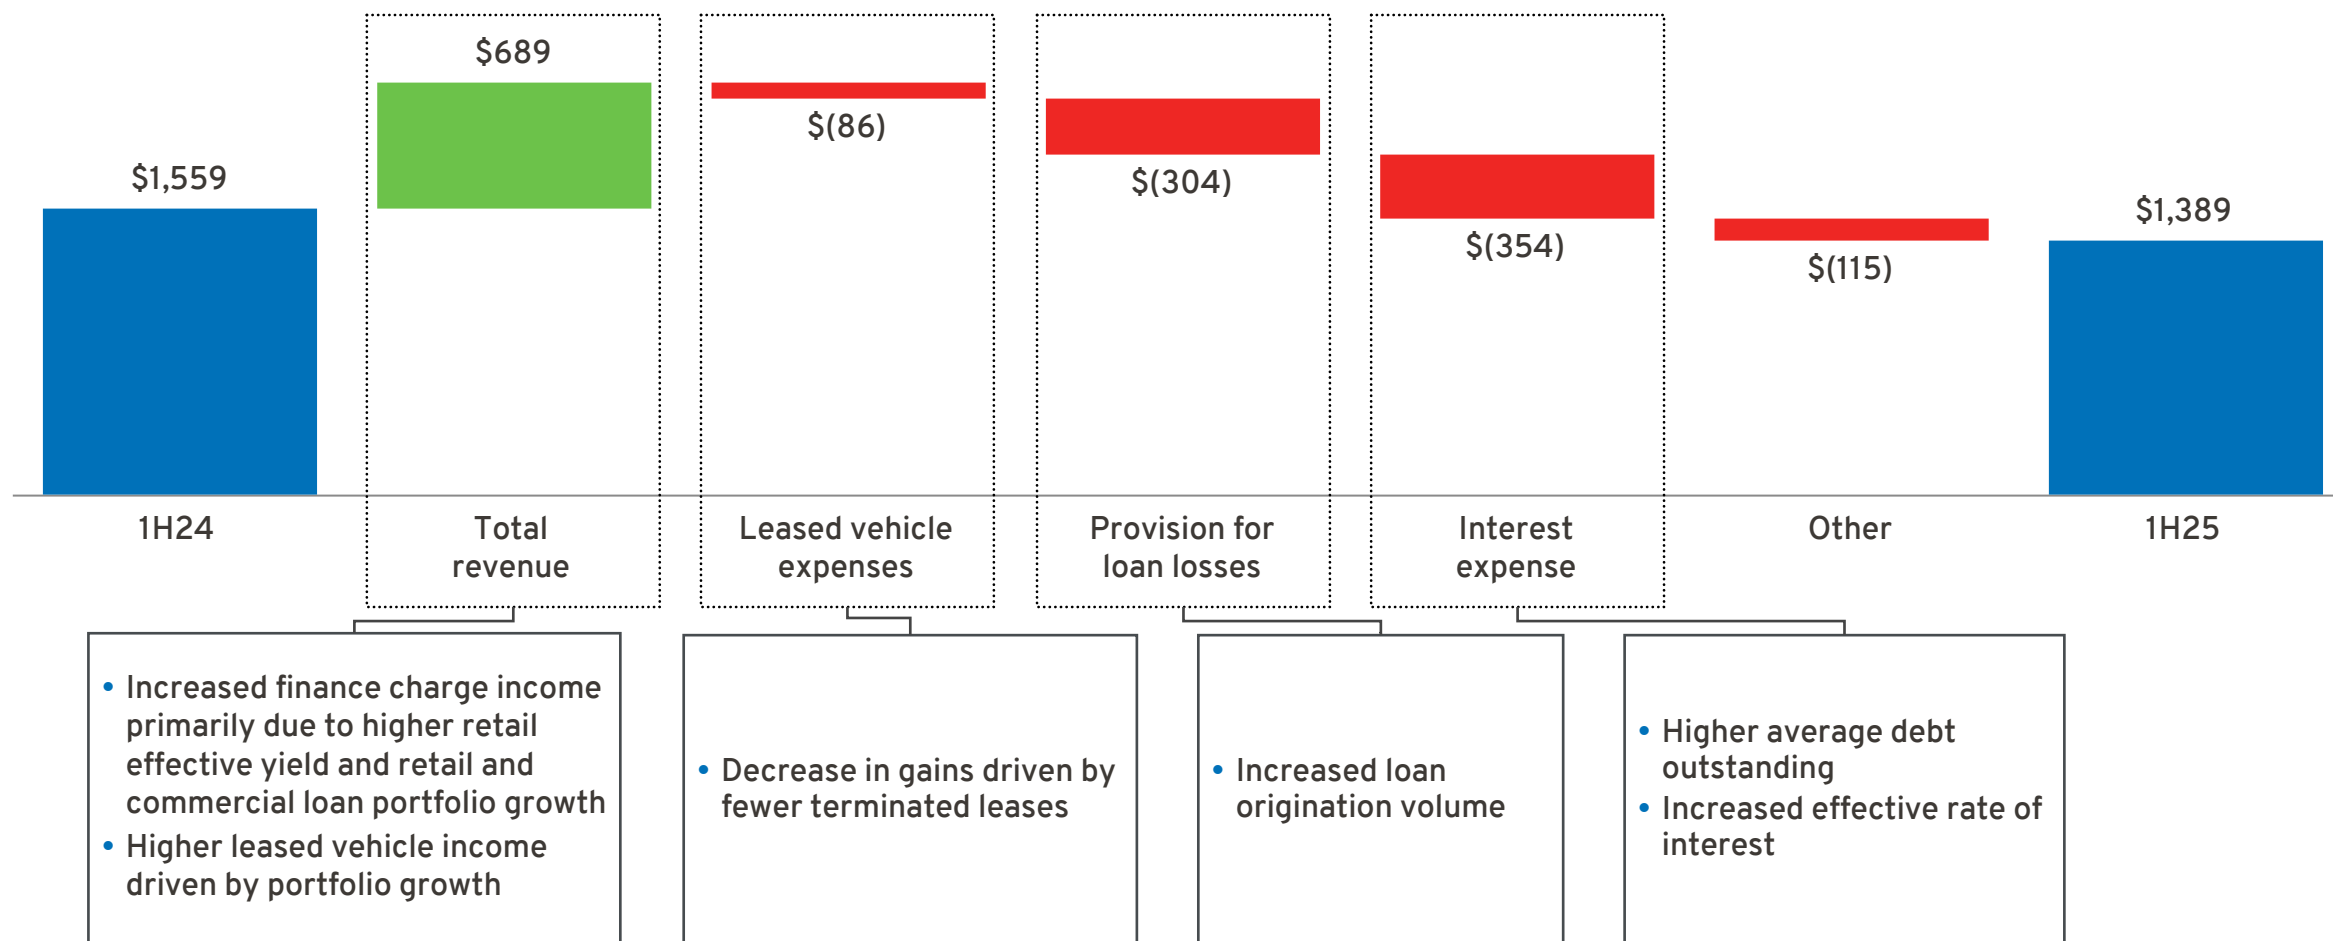 $689
$(86)
$(304)
$1,559
$(354)
$1,389
$(115)
1H24
Total
revenue
Leased vehicle
expenses
Provision for
loan losses
Interest
expense
Other
1H25
• Increased finance charge income
primarily due to higher retail
effective yield and retail and
commercial loan portfolio growth
• Higher leased vehicle income
driven by portfolio growth
• Decrease in gains driven by
fewer terminated leases
• Increased loan
origination volume
• Higher average debt
outstanding
• Increased effective rate of
interest